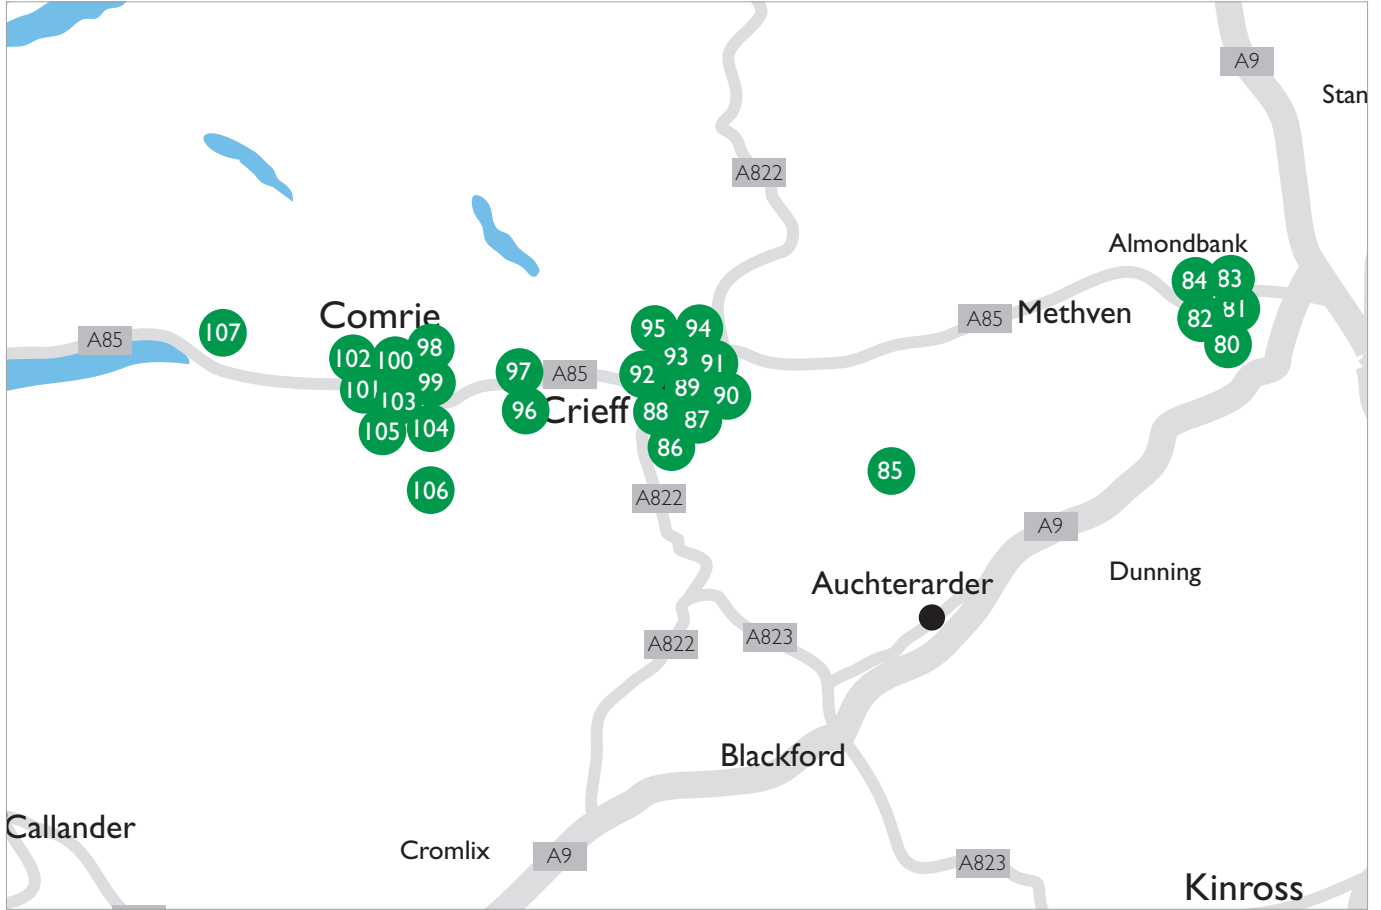 A9
Stan
A822
Almondbank
84 83
81
82
80
Comrie
A85
107
102 100 98
101 103 99
105 104
106
97
A85
96
Crieff
95 94
93 91
92 89
90
88 87
86
A85
Methven
85
A822
A9
Dunning
Auchterarder
A822
A823
Blackford
Callander
Cromlix
A9
A823
Kinross